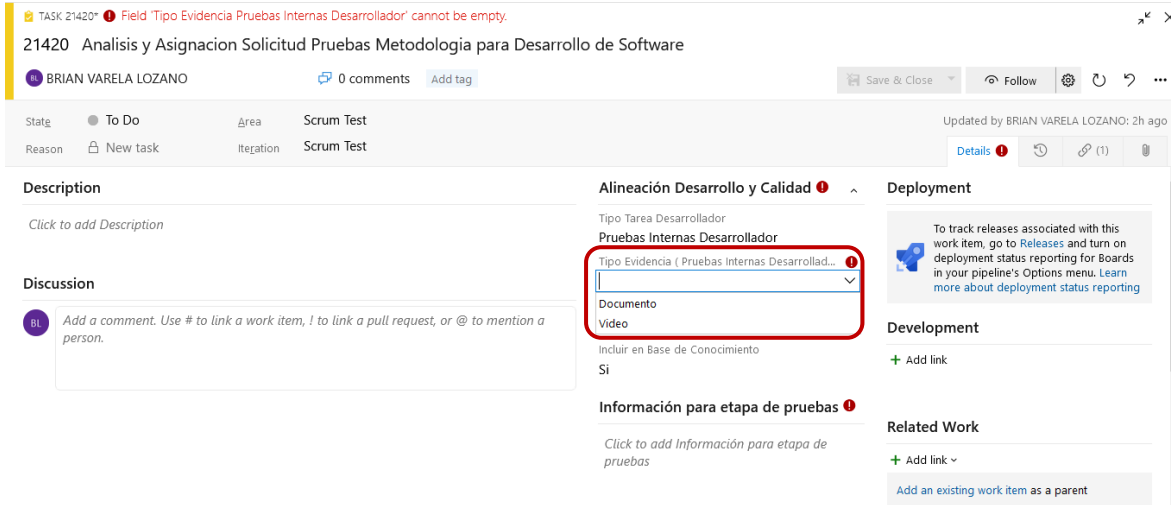 TASK 21420* Field 'Tipo Evidencia Pruebas Internas Desarrollador' cannot be empty.
21420 Analisis y Asignacion Solicitud Pruebas Metodologia para Desarrollo de Software
BL BRIAN VARELA LOZANO 0 comments Add tag Save & Close Follow
State To Do Area Scrum Test Updated by BRIAN VARELA LOZANO: 2h ago
Reason New task Iteration Scrum Test
Details (1)
Description
Click to add Description
Discussion
BL
Add a comment. Use # to link a work item, ! to link a pull request, or @ to mention a
person.
Alineación Desarrollo y Calidad
Tipo Tarea Desarrollador
Pruebas Internas Desarrollador
Tipo Evidencia ( Pruebas Internas Desarrollad...
Documento
Video
Incluir en Base de Conocimiento
Si
Información para etapa de pruebas
Click to add Información para etapa de
pruebas
Deployment
To track releases associated with this
work item, go to Releases and turn on
deployment status reporting for Boards
in your pipeline's Options menu. Learn
more about deployment status reporting
Development
+ Add link
Related Work
+ Add link
Add an existing work item as a parent